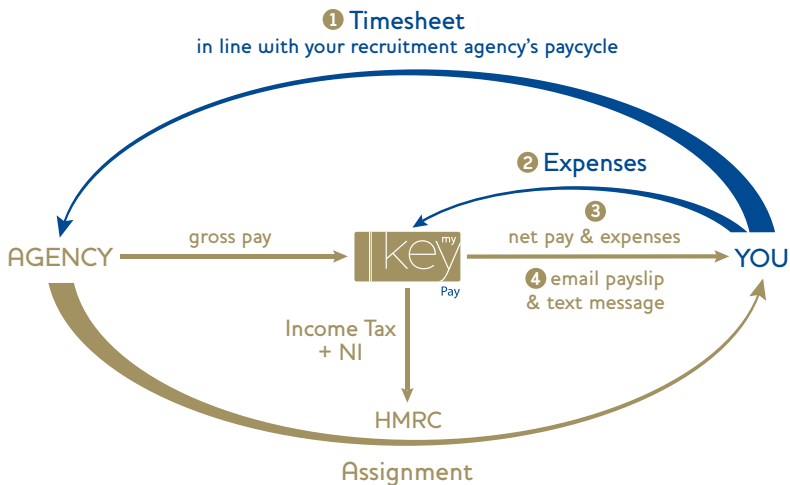 1 Timesheet
in line with your recruitment agency's paycycle
2 Expenses
3
AGENCY
gross pay
my
key
Pay
net pay & expenses
YOU
4 email payslip
& text message
Income Tax
+ NI
HMRC
Assignment